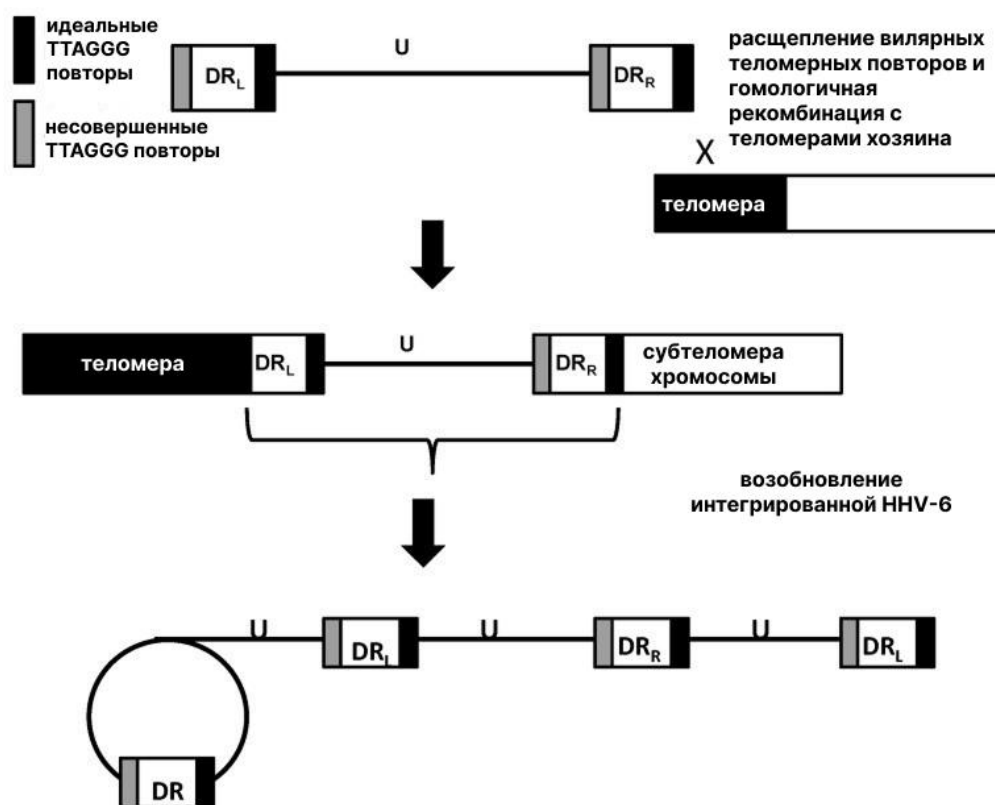 идеальные
TTAGGG
повторы
несовершенные
TTAGGG повторы
DRL
U
DRR
расщепление вилярных
теломерных повторов и
гомологичная
рекомбинация с
теломерами хозяина
X
теломера
теломера
DRL
U
DRR
субтеломера
хромосомы
возобновление
интегрированной HHV-6
U
DRL
U
DRR
U
DRL
DR